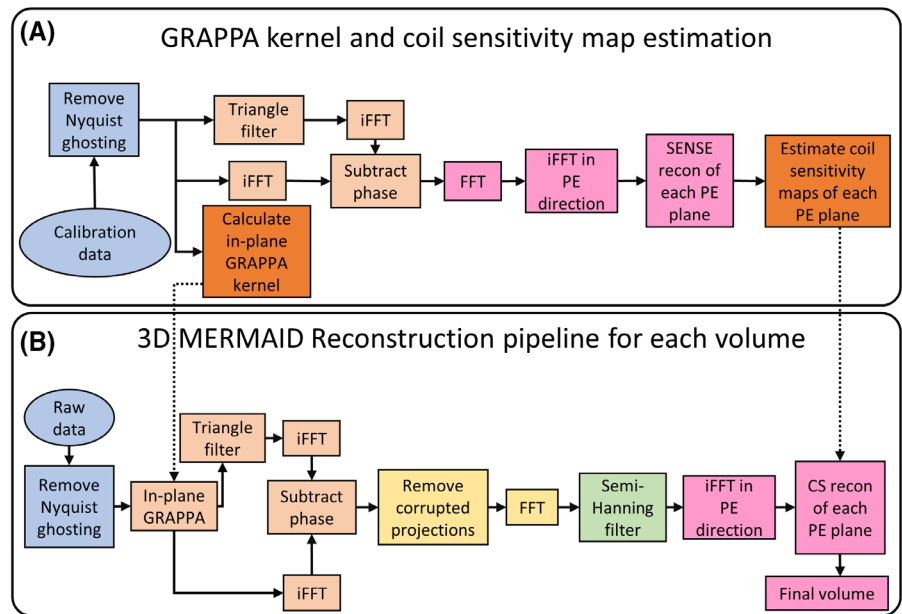 (A)
GRAPPA kernel and coil sensitivity map estimation
Remove
Nyquist
ghosting
Calibration
data
Triangle
filter
iFFT
iFFT
Subtract
phase
Calculate
in-plane
GRAPPA
kernel
FFT
iFFT in
PE
direction
SENSE
recon of
each PE
plane
Estimate coil
sensitivity
maps of each
PE plane
(B)
3D MERMAID Reconstruction pipeline for each volume
Raw
data
Remove
Nyquist
ghosting
In-plane
GRAPPA
Triangle
filter
iFFT
Subtract
phase
iFFT
Remove
corrupted
projections
FFT
Semi-
Hanning
filter
iFFT in
PE
direction
CS recon
of each
PE plane
Final volume